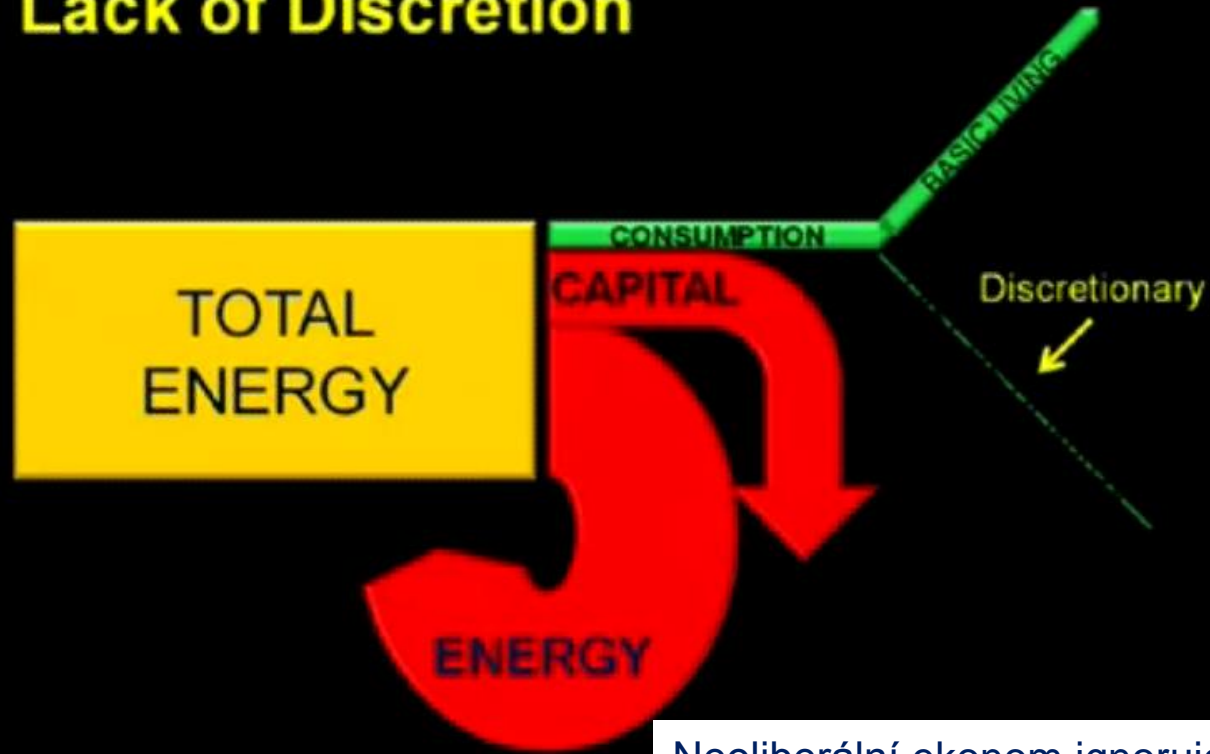 Lack of Discretion
BASIC LIVING
CONSUMPTION
CAPITAL
Discretionary
TOTAL
ENERGY
ENERGY
Neoliberální ekonom ignoruje